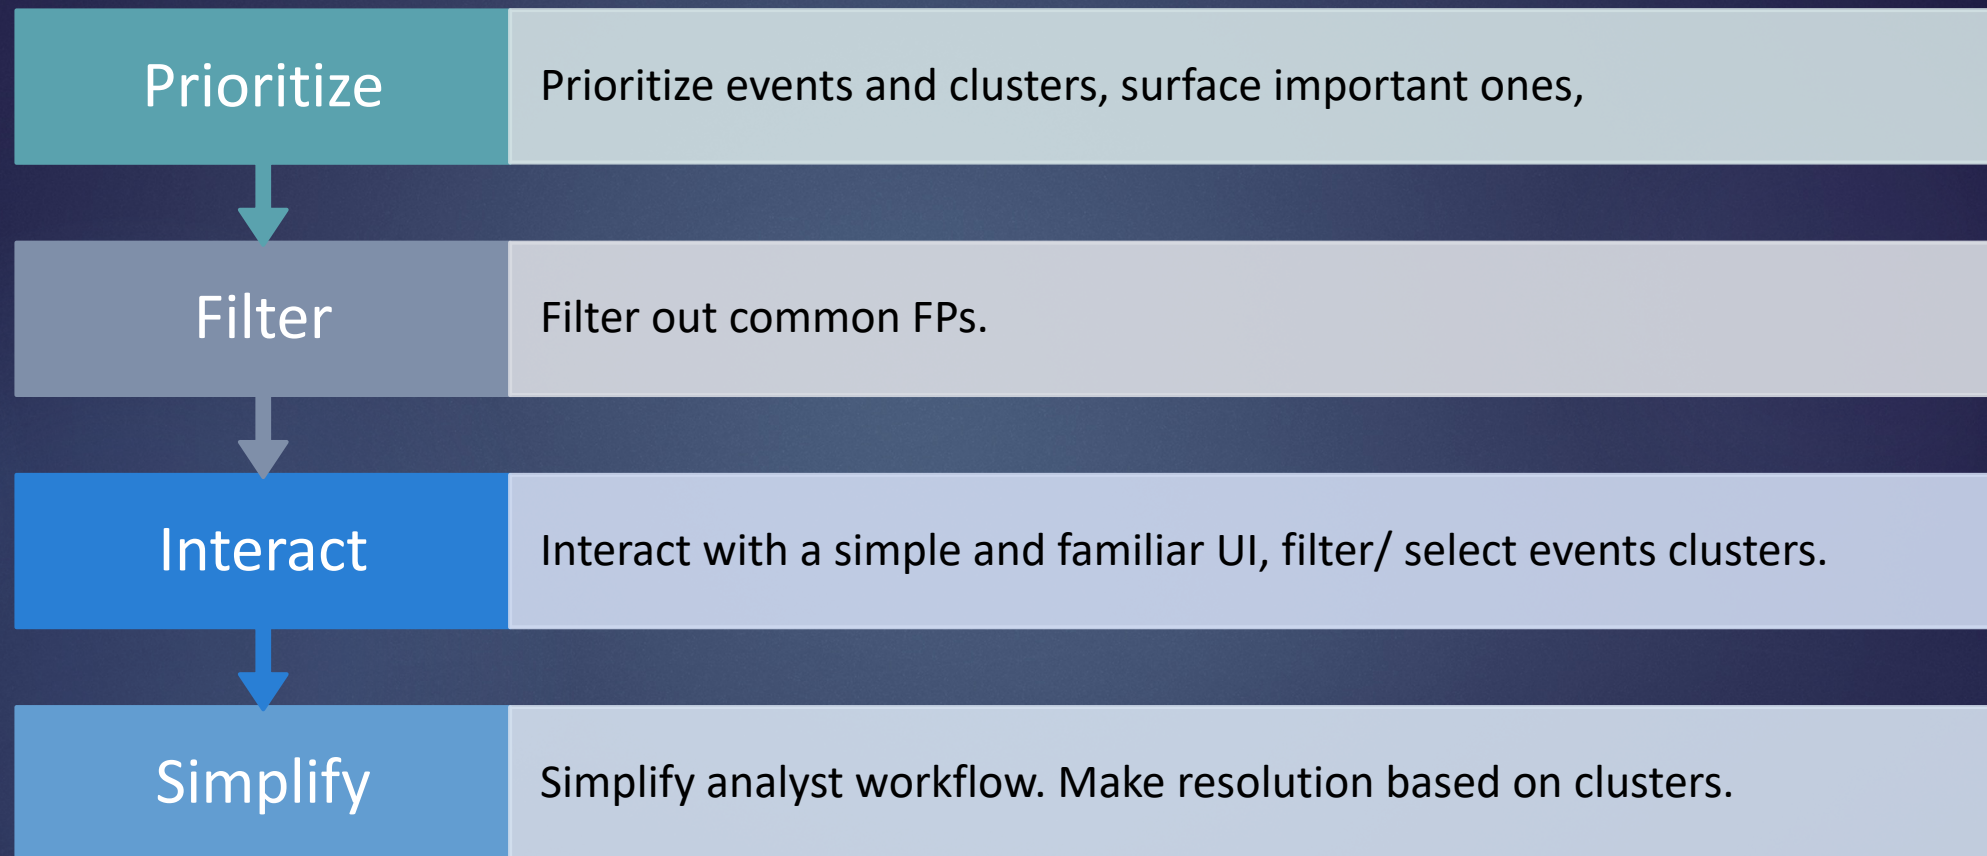 Prioritize
Prioritize events and clusters, surface important ones,
Filter
Filter out common FPs.
Interact
Interact with a simple and familiar UI, filter/ select events clusters.
Simplify
Simplify analyst workflow. Make resolution based on clusters.